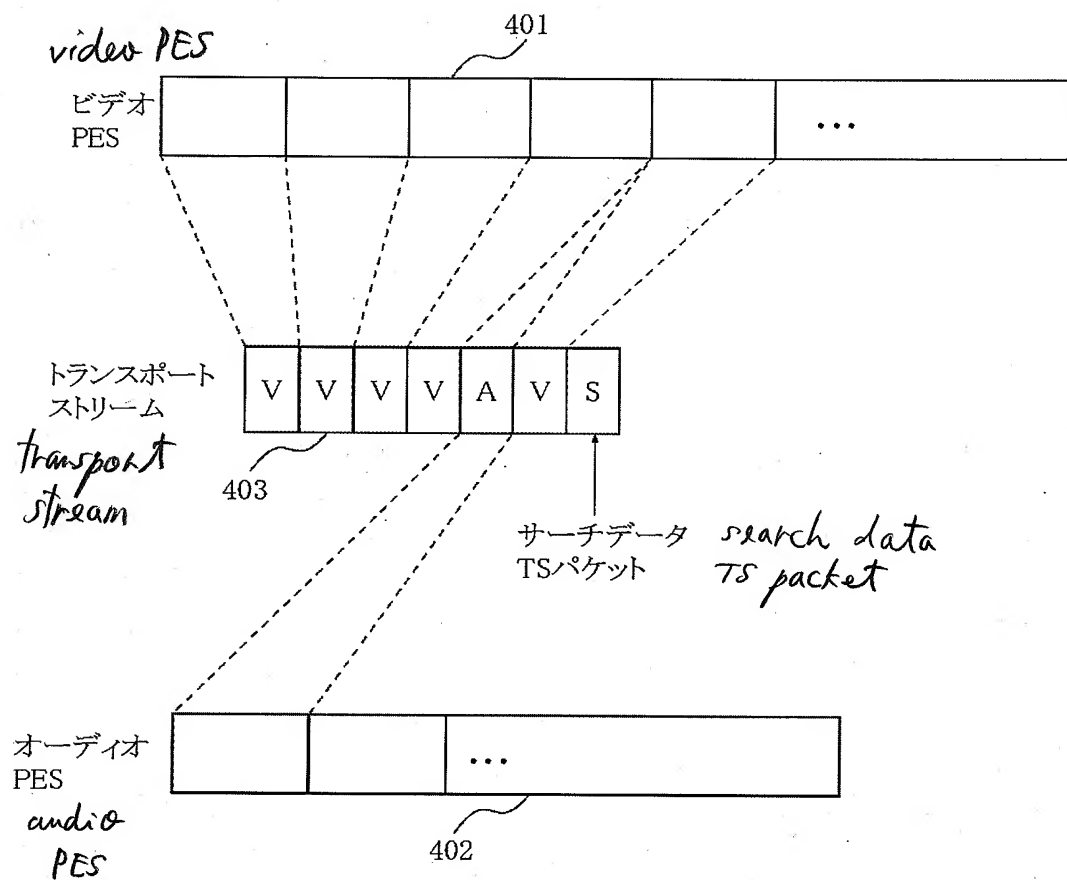 401
video PES
ビデオ
PES
...
トランスポート
ストリーム
V V V V A V S
transport
stream
403
サーチデータ
TSパケット
search data
TS packet
オーディオ
PES
...
audio
PES
402